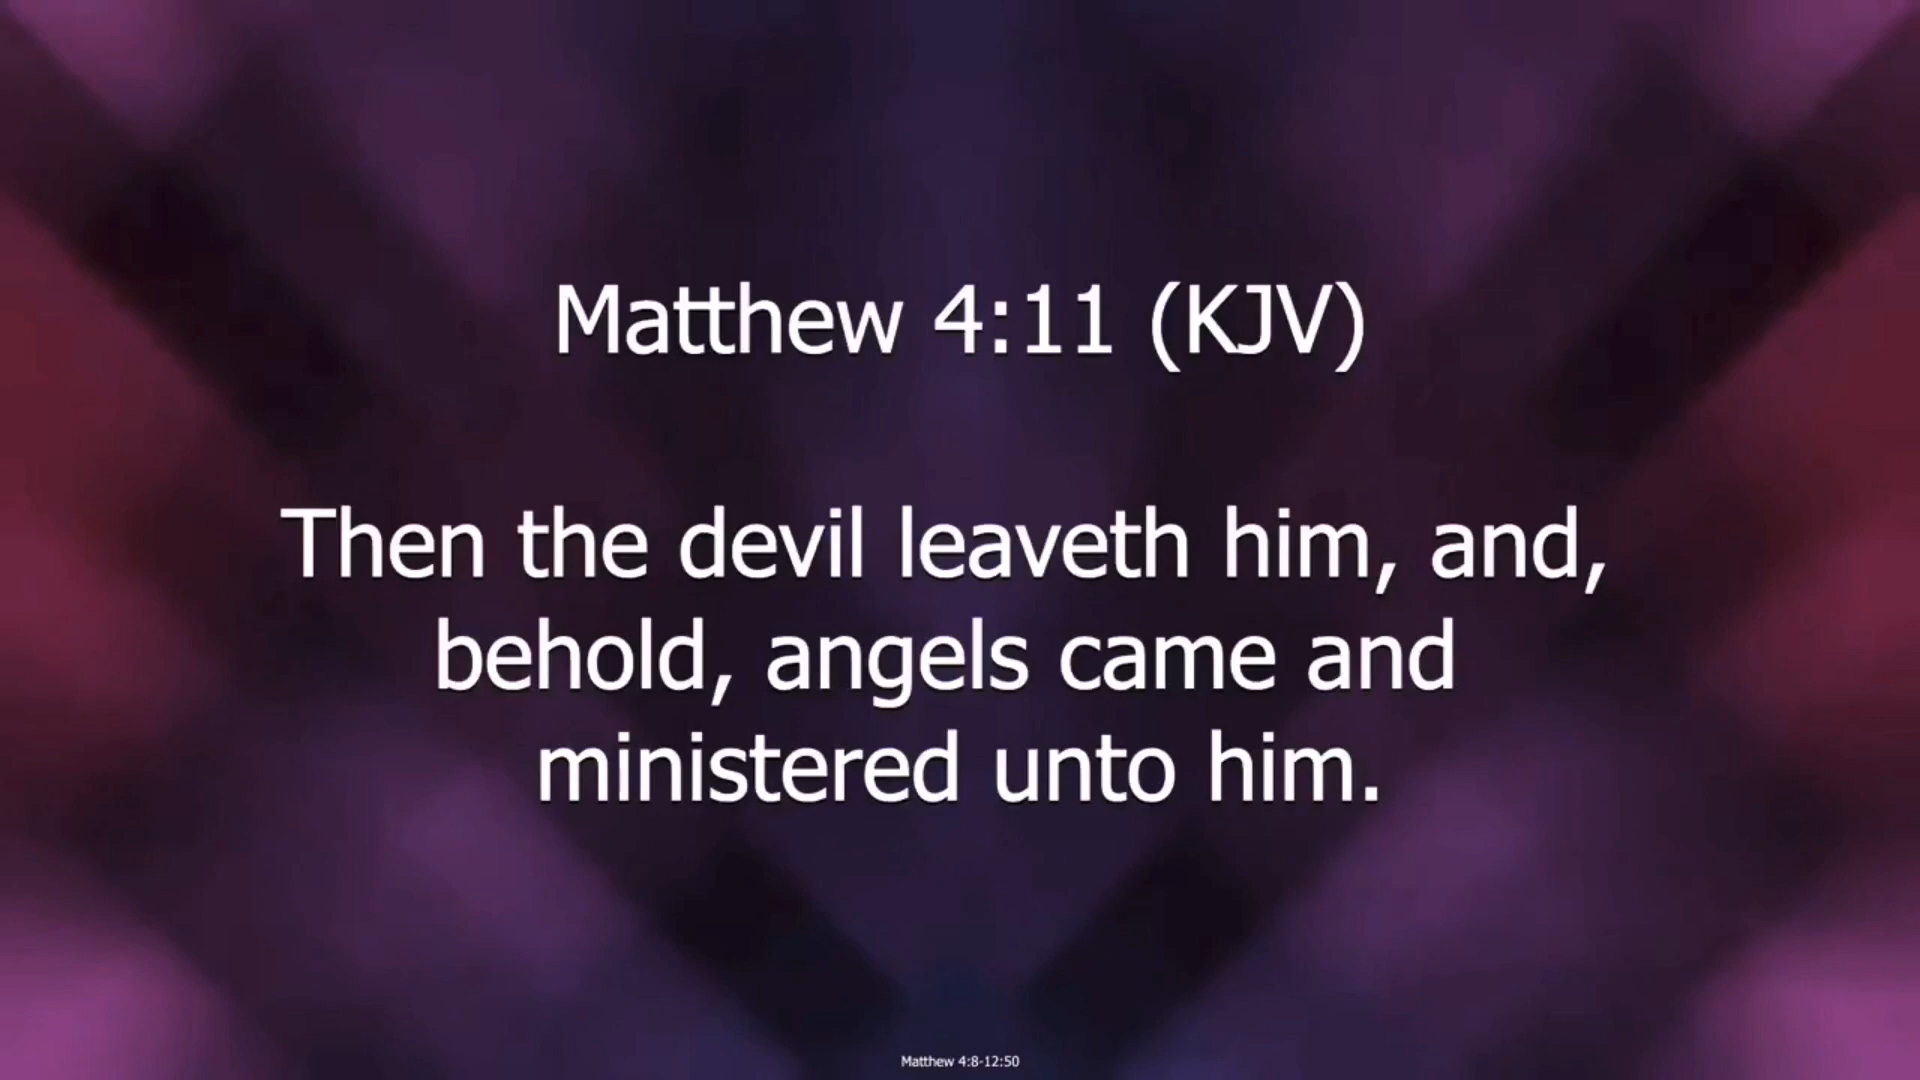 Matthew 4:11 (KJV)
Then the devil leaveth him, and,
behold, angels came and
ministered unto him.
Matthew 4:8-12:50